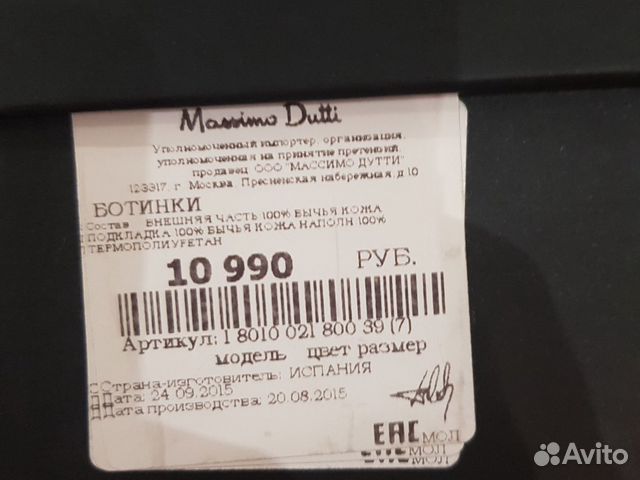 Massimo Dutti
Уполномоченный импортер, организация,
уполномоченная на принятие претензий,
продавец ООО "МАССИМО ДУТТИ"
123317, г. Москва, Пресненская набережная, д 10
БОТИНКИ
Состав ВНЕШНЯЯ ЧАСТЬ 100% БЫЧЬЯ КОЖА
ПОДКЛАДКА 100% БЫЧЬЯ КОЖА НАПОЛН 100%
ТЕРМОПОЛИУРЕТАН
10 990 РУБ.
Артикул: 1 8010 021 800 39 (7)
модель цвет размер
Страна-изготовитель: ИСПАНИЯ
Дата: 24 09.2015
Дата производства: 20.08.2015
EAC МОЛ
МОЛ
Avito